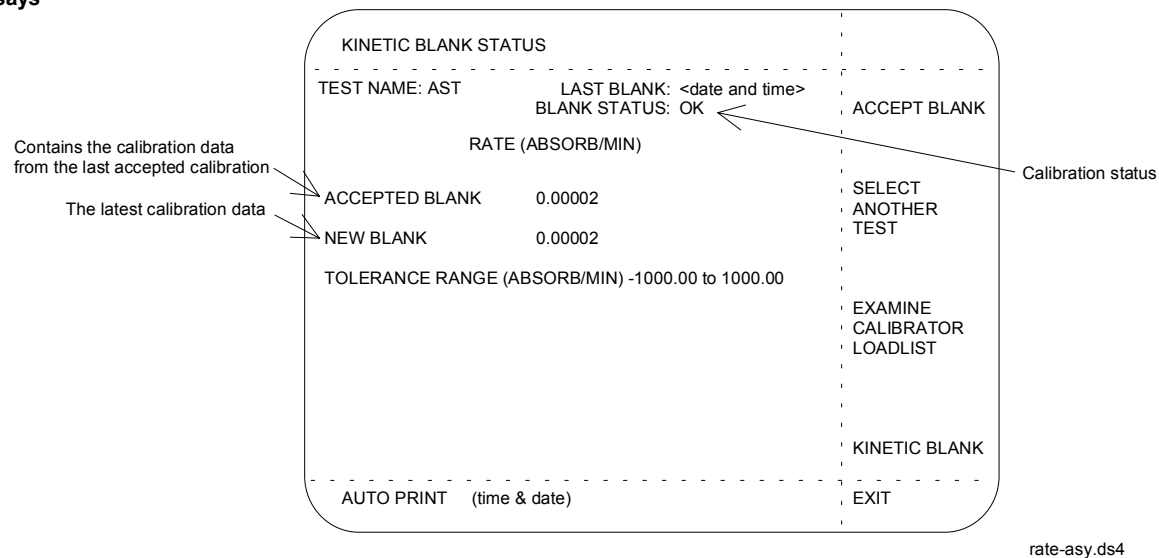 KINETIC BLANK STATUS
TEST NAME: AST LAST BLANK: <date and time>
BLANK STATUS: OK
ACCEPT BLANK
RATE (ABSORB/MIN)
Contains the calibration data
from the last accepted calibration
Calibration status
ACCEPTED BLANK 0.00002
SELECT
ANOTHER
TEST
The latest calibration data
NEW BLANK 0.00002
TOLERANCE RANGE (ABSORB/MIN) -1000.00 to 1000.00
EXAMINE
CALIBRATOR
LOADLIST
KINETIC BLANK
AUTO PRINT (time & date)
EXIT
rate-asy.ds4